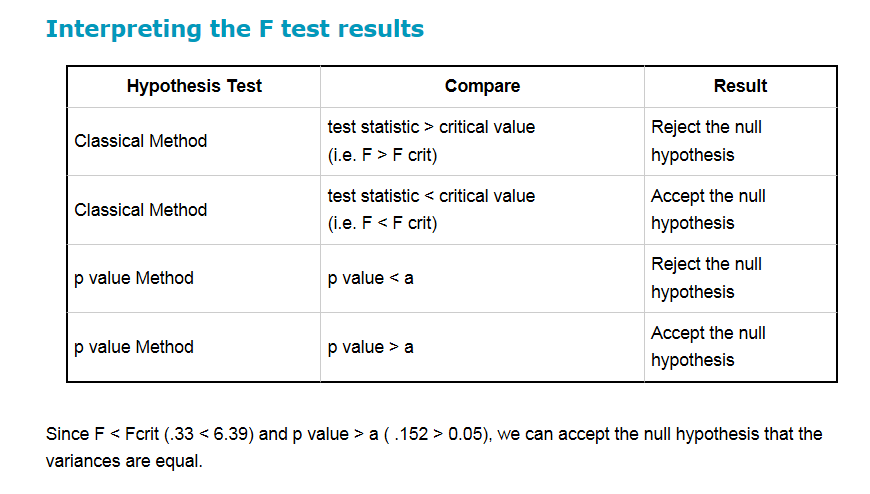 Interpreting the F test results
Hypothesis Test Compare Result
Classical Method
test statistic > critical value
(i.e. F > F crit)
Reject the null
hypothesis
Classical Method
test statistic < critical value
(i.e. F < F crit)
Accept the null
hypothesis
p value Method
p value < a
Reject the null
hypothesis
p value Method
p value > a
Accept the null
hypothesis
Since F < Fcrit (.33 < 6.39) and p value > a ( .152 > 0.05), we can accept the null hypothesis that the
variances are equal.